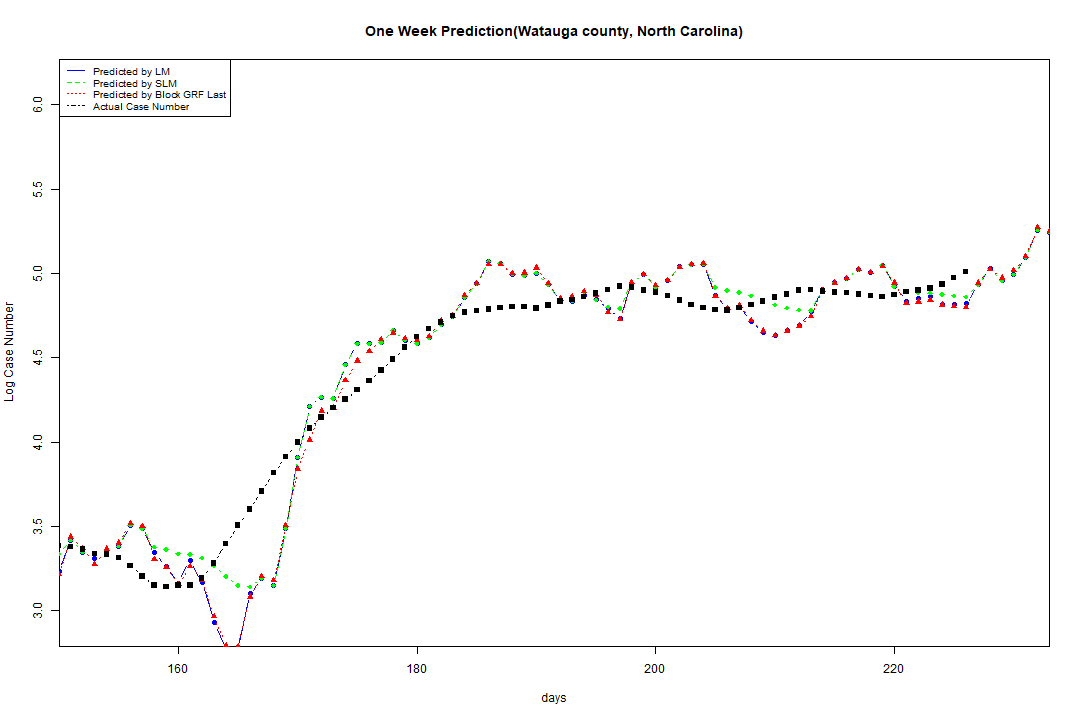 One Week Prediction(Watauga county, North Carolina)
Predicted by LM
Predicted by SLM
Predicted by Block GRF Last
Actual Case Number
6.0
5.5
5.0
4.5
4.0
3.5
3.0
Log Case Number
160 180 200 220
days